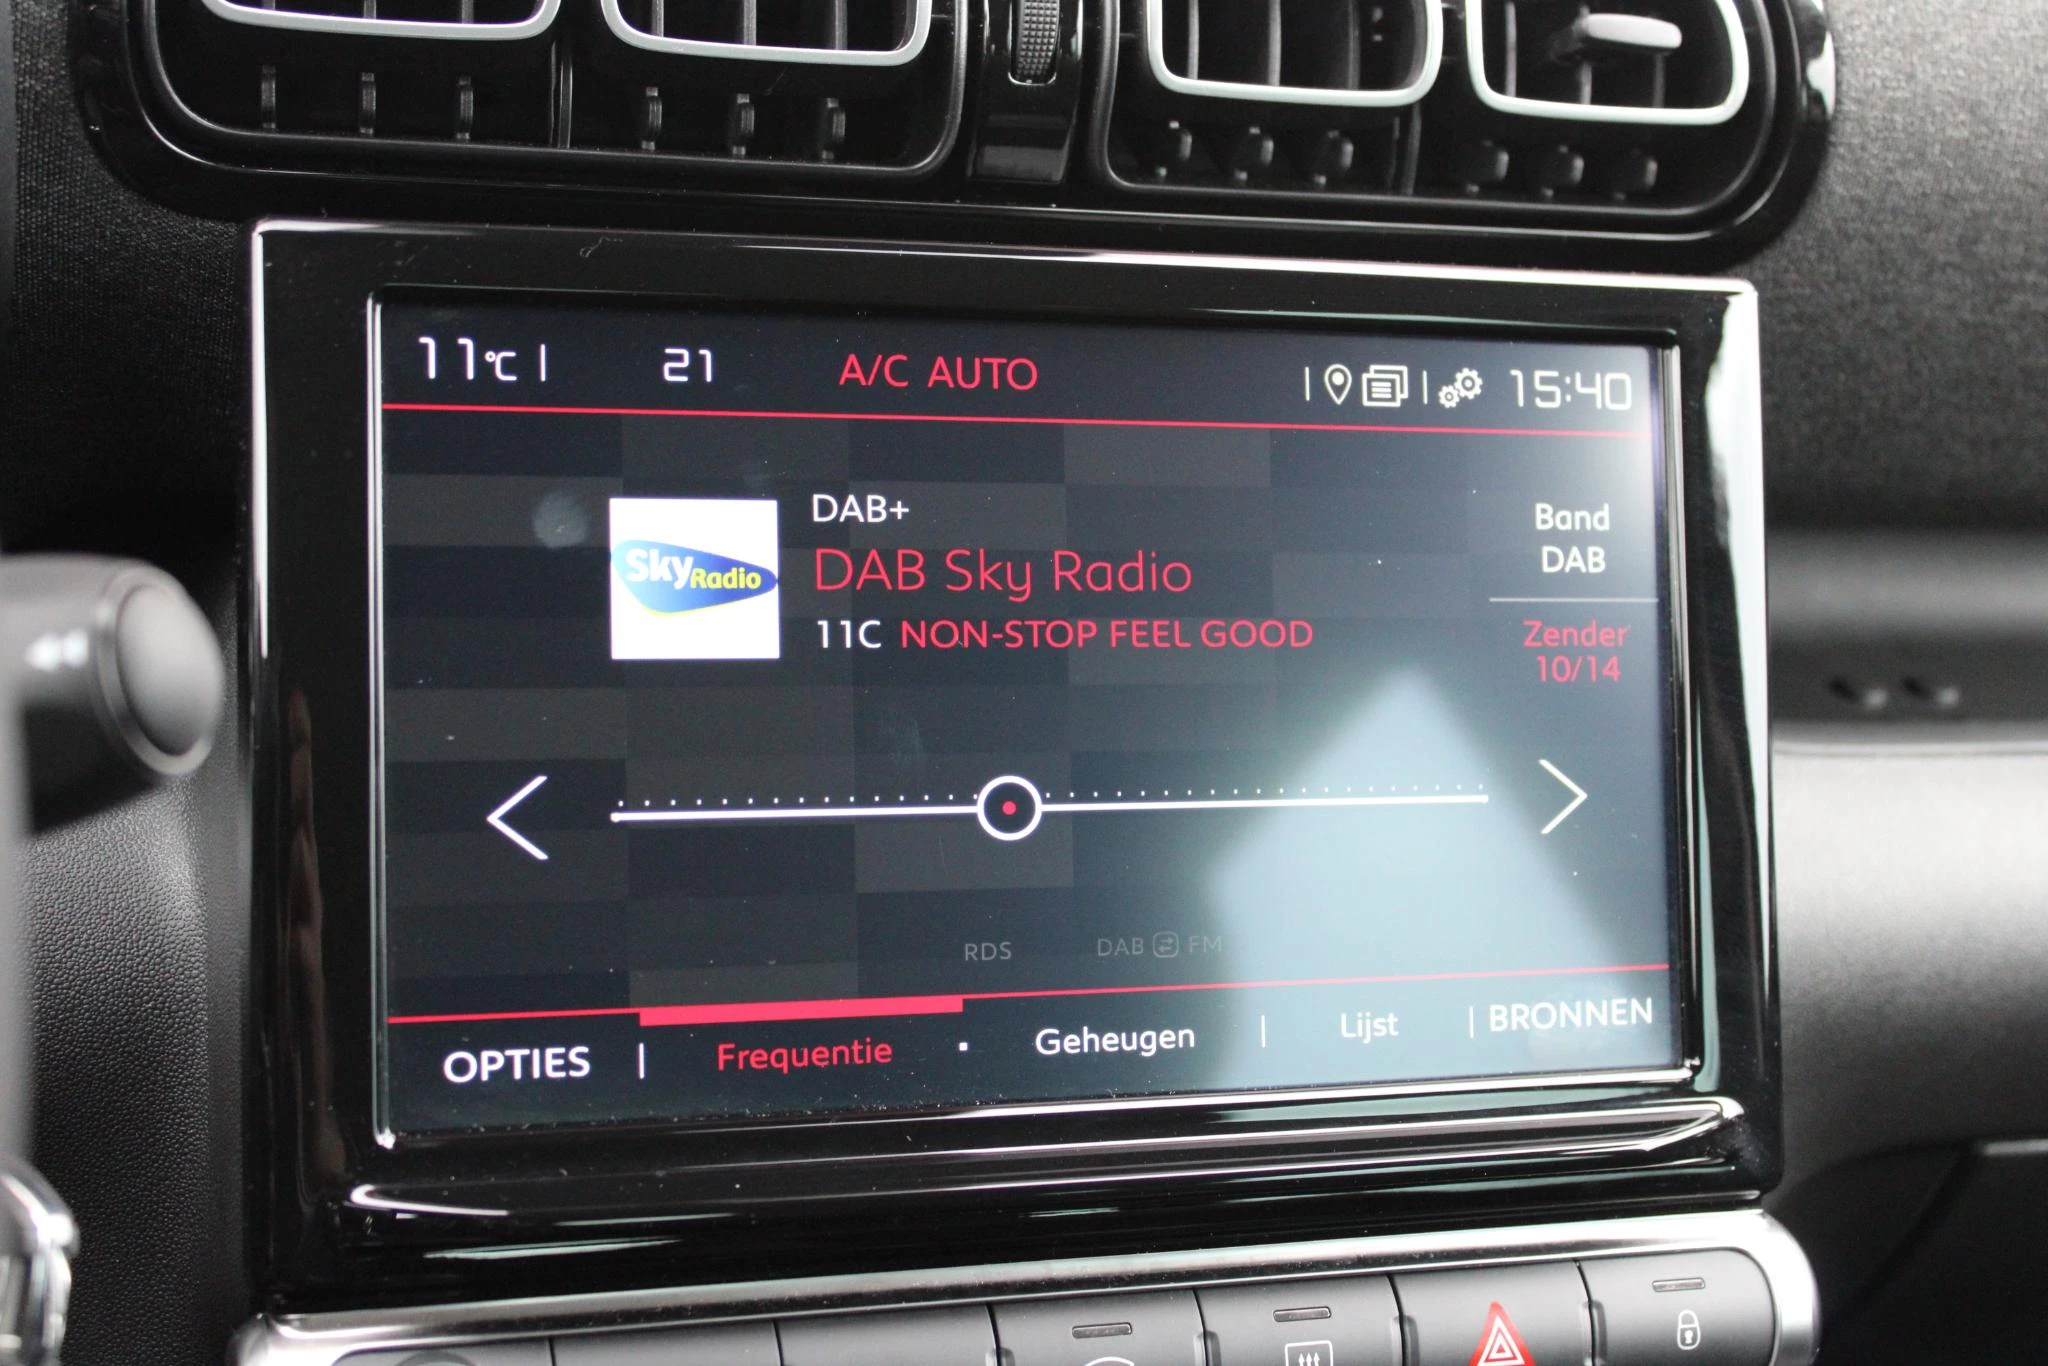 11°C | 21 A/C AUTO 15:40
DAB+
Sky Radio
DAB Sky Radio
11C NON-STOP FEEL GOOD
Band
DAB
Zender
10/14
RDS DAB FM
OPTIES | Frequentie Geheugen | Lijst | BRONNEN